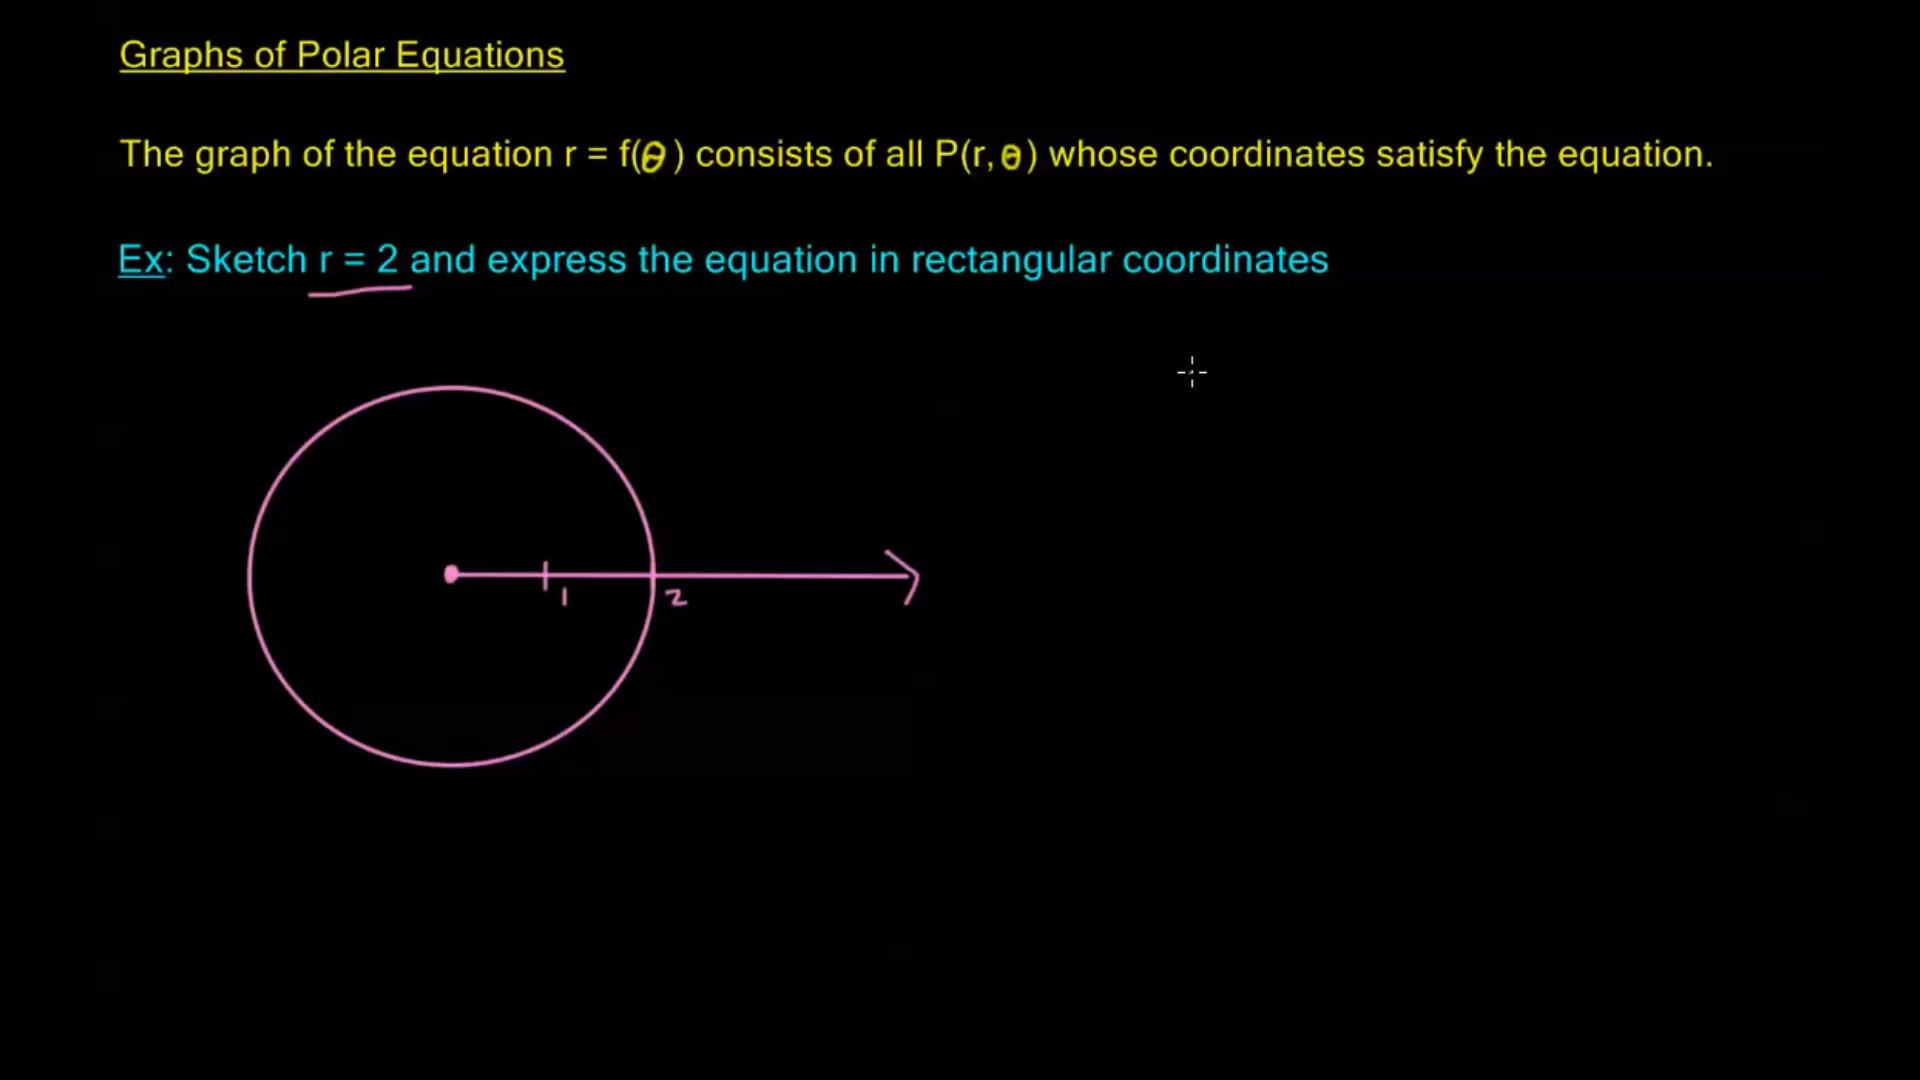 Graphs of Polar Equations
The graph of the equation r = f(θ) consists of all P(r,θ) whose coordinates satisfy the equation.
Ex: Sketch r = 2 and express the equation in rectangular coordinates
1 2